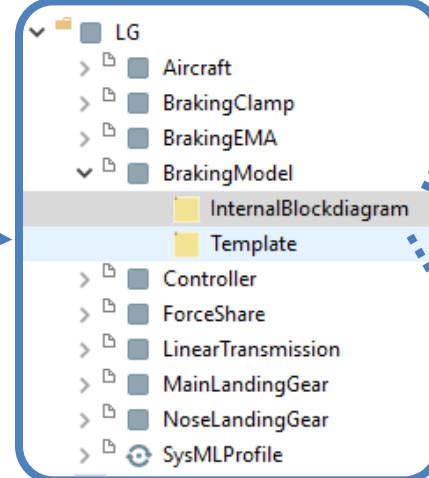 LG
Aircraft
BrakingClamp
BrakingEMA
BrakingModel
InternalBlockdiagram
Template
Controller
ForceShare
LinearTransmission
MainLandingGear
NoseLandingGear
SysMLProfile